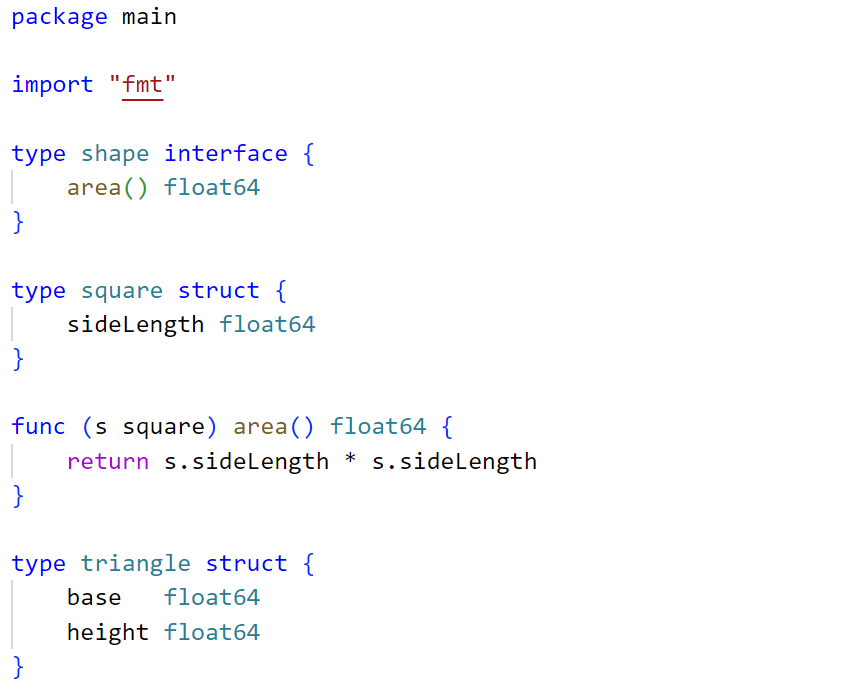 package main
import "fmt"
type shape interface {
area() float64
}
type square struct {
sideLength float64
}
func (s square) area() float64 {
return s.sideLength * s.sideLength
}
type triangle struct {
base   float64
height float64
}